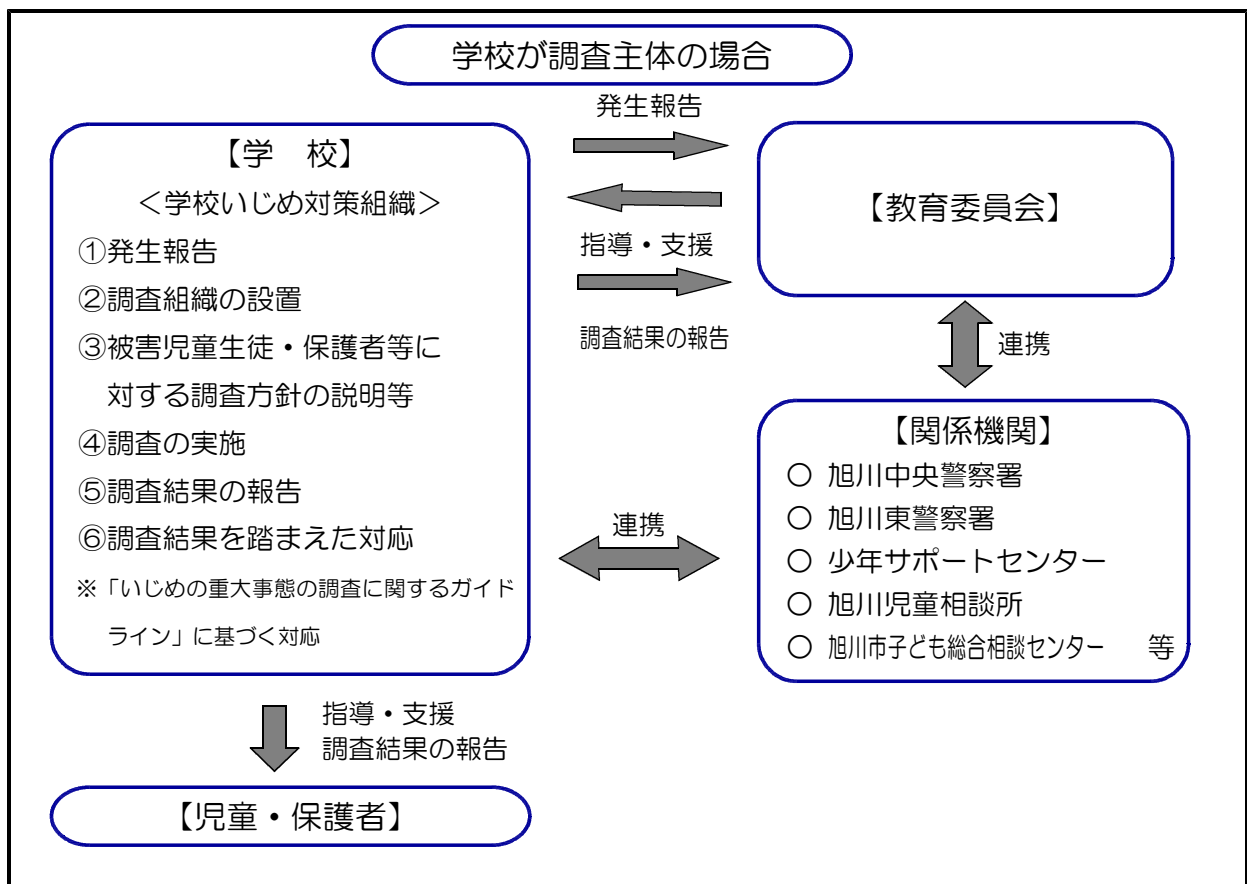 学校が調査主体の場合
【学　校】
＜学校いじめ対策組織＞
①発生報告
②調査組織の設置
③被害児童生徒・保護者等に
対する調査方針の説明等
④調査の実施
⑤調査結果の報告
⑥調査結果を踏まえた対応
※「いじめの重大事態の調査に関するガイド
ライン」に基づく対応
発生報告
指導・支援
調査結果の報告
【教育委員会】
連携
連携
【関係機関】
○ 旭川中央警察署
○ 旭川東警察署
○ 少年サポートセンター
○ 旭川児童相談所
○ 旭川市子ども総合相談センター　等
指導・支援
調査結果の報告
【児童・保護者】